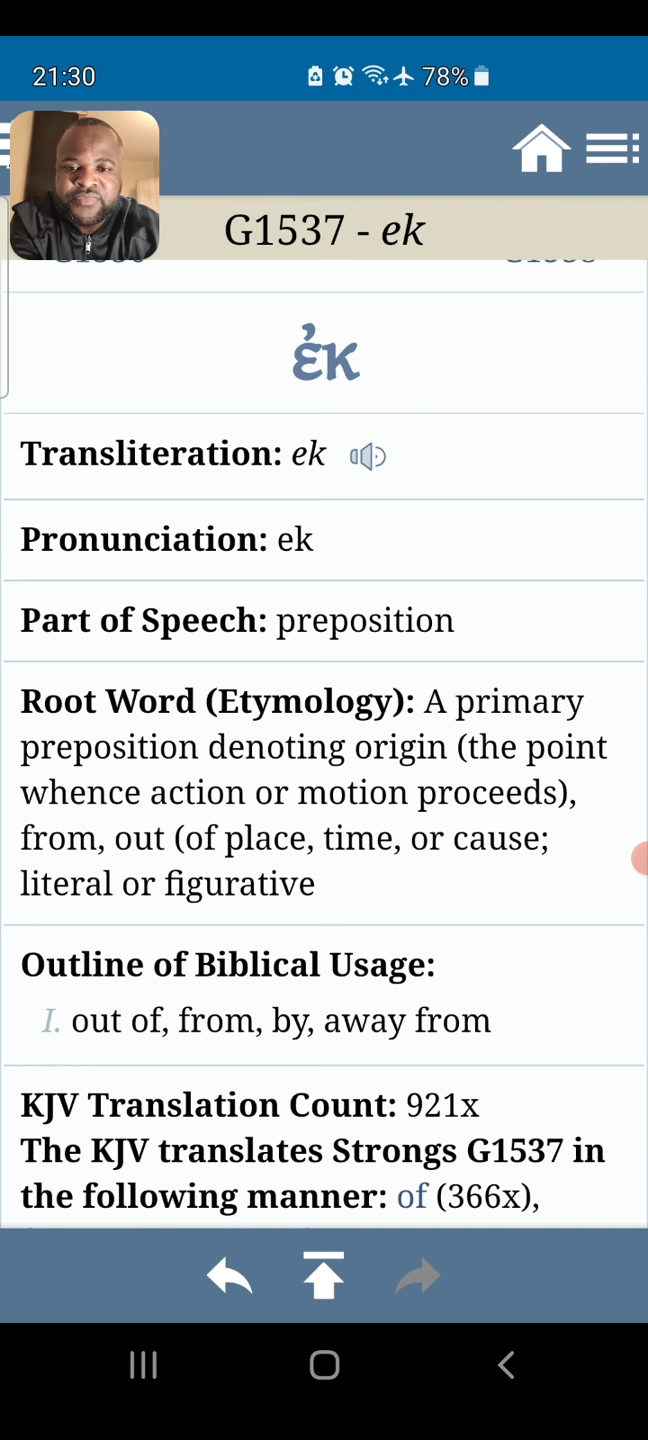 21:30 78%
G1537 - ek
ἐκ
Transliteration: ek
Pronunciation: ek
Part of Speech: preposition
Root Word (Etymology): A primary
preposition denoting origin (the point
whence action or motion proceeds),
from, out (of place, time, or cause;
literal or figurative
Outline of Biblical Usage:
I. out of, from, by, away from
KJV Translation Count: 921x
The KJV translates Strongs G1537 in
the following manner: of (366x),